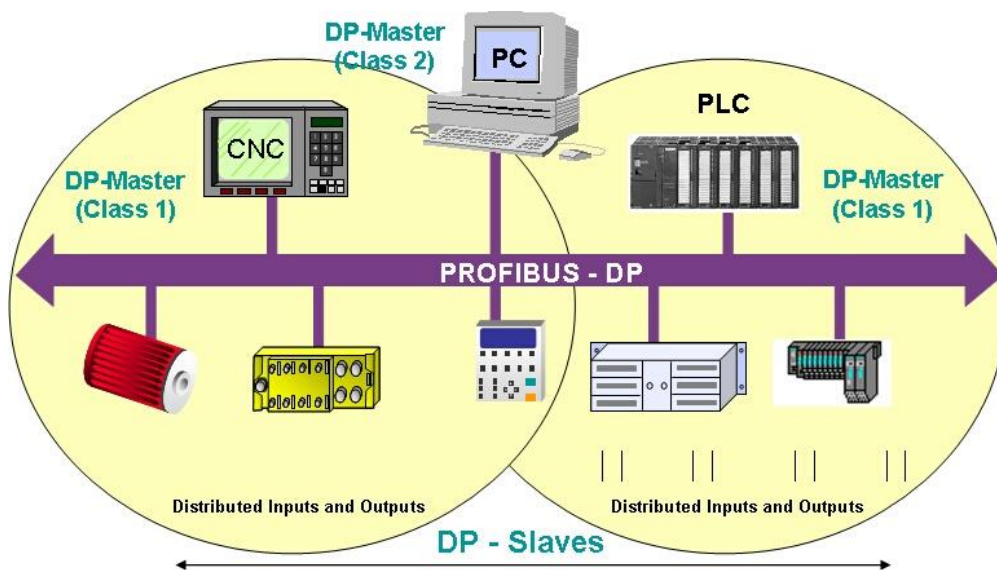 DP-Master
(Class 2)
PC
PLC
CNC
DP-Master
(Class 1)
DP-Master
(Class 1)
PROFIBUS - DP
Distributed Inputs and Outputs
Distributed Inputs and Outputs
DP - Slaves